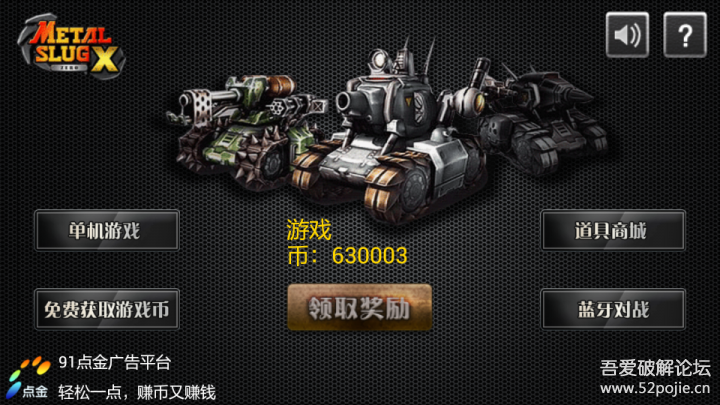 METAL
SLUG X
ZERO
?
单机游戏
游戏
币：630003
道具商城
免费获取游戏币
领取奖励
蓝牙对战
91点金广告平台
点金
轻松一点，赚币又赚钱
吾爱破解论坛
www.52pojie.cn